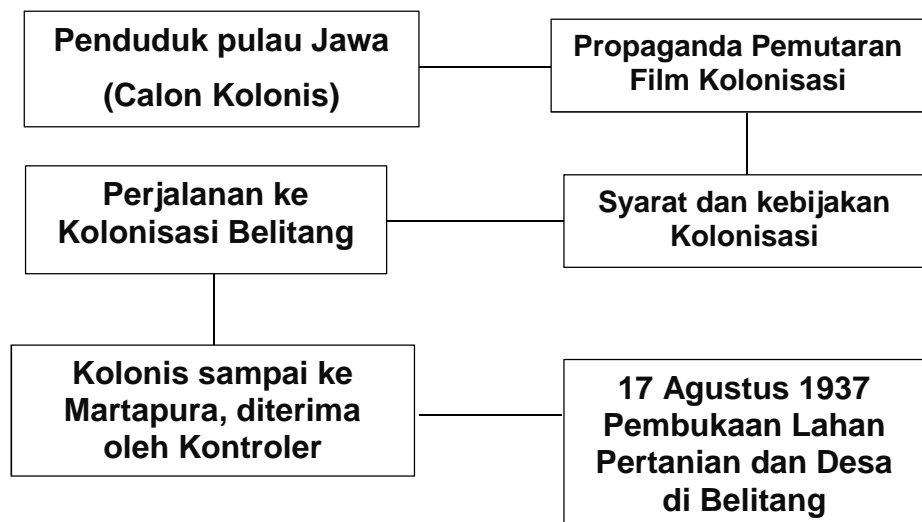 Penduduk pulau Jawa
(Calon Kolonis)
Propaganda Pemutaran
Film Kolonisasi
Syarat dan kebijakan
Kolonisasi
Perjalanan ke
Kolonisasi Belitang
Kolonis sampai ke
Martapura, diterima
oleh Kontroler
17 Agustus 1937
Pembukaan Lahan
Pertanian dan Desa
di Belitang